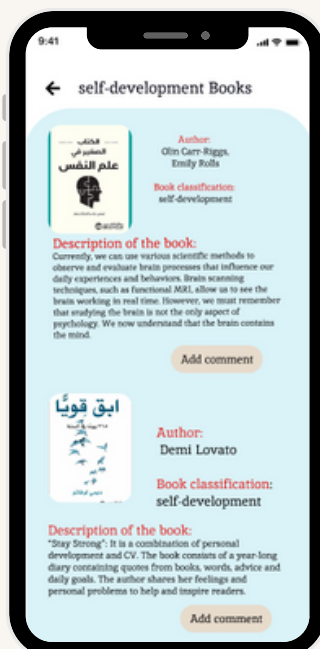 9:41
self-development Books
الكتاب
الصغير في
علم النفس
Author:
Olin Carr-Riggs,
Emily Rolls
Book classification:
self-development
Description of the book:
Currently, we can use various scientific methods to
observe and evaluate brain processes that influence our
daily experiences and behaviors. Brain scanning
techniques, such as functional MRI, allow us to see the
brain working in real time. However, we must remember
that studying the brain is not the only aspect of
psychology. We now understand that the brain contains
the mind.
Add comment
ابق قويًا
٣٦٥ يومًا في السنة
ديمي لوفاتو
Author:
Demi Lovato
Book classification:
self-development
Description of the book:
"Stay Strong": It is a combination of personal
development and CV. The book consists of a year-long
diary containing quotes from books, words, advice and
daily goals. The author shares her feelings and
personal problems to help and inspire readers.
Add comment